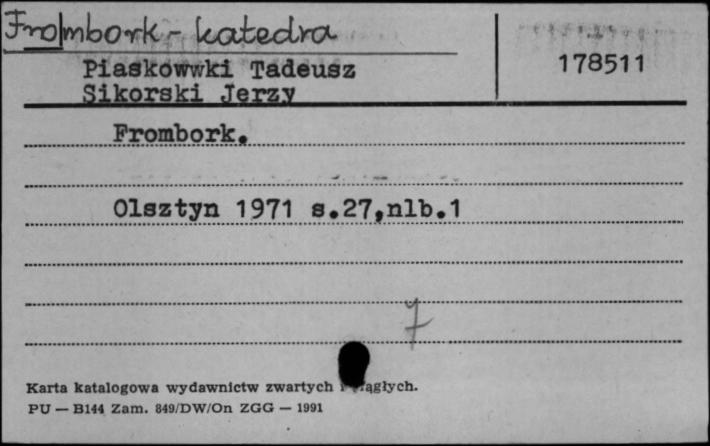 Frombork - katedra
Piaskowwki Tadeusz
178511
Sikorski Jerzy
Frombork.
Olsztyn 1971 s.27,nlb.1
7
Karta katalogowa wydawnictw zwartych
PU — B144 Zam. 849/DW/On ZGG — 1991